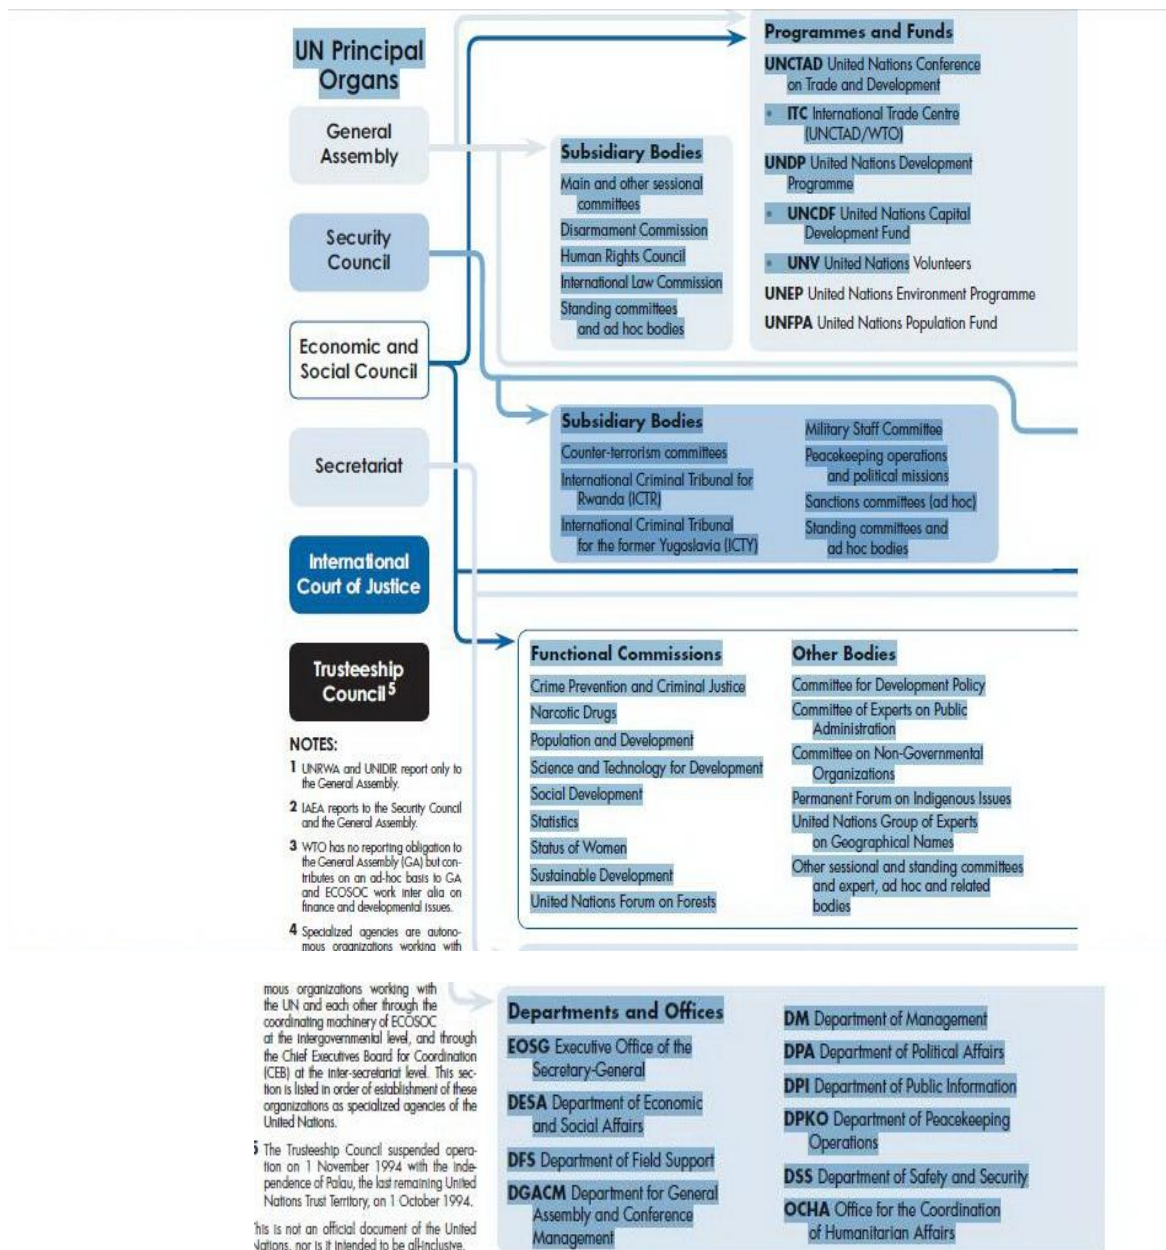 UN Principal
Organs
General
Assembly
Security
Council
Economic and
Social Council
Secretariat
International
Court of Justice
Trusteeship
Council5
NOTES:
1 UNRWA and UNIDIR report only to
the General Assembly.
2 IAEA reports to the Security Council
and the General Assembly.
3 WTO has no reporting obligation to
the General Assembly (GA) but con-
tributes on an ad-hoc basis to GA
and ECOSOC work inter alia on
finance and developmental issues.
4 Specialized agencies are autono-
mous organizations working with
Subsidiary Bodies
Main and other sessional
committees
Disarmament Commission
Human Rights Council
International Law Commission
Standing committees
and ad hoc bodies
Programmes and Funds
UNCTAD United Nations Conference
on Trade and Development
• ITC International Trade Centre
(UNCTAD/WTO)
UNDP United Nations Development
Programme
• UNCDF United Nations Capital
Development Fund
• UNV United Nations Volunteers
UNEP United Nations Environment Programme
UNFPA United Nations Population Fund
Subsidiary Bodies
Counter-terrorism committees
International Criminal Tribunal for
Rwanda (ICTR)
International Criminal Tribunal
for the former Yugoslavia (ICTY)
Military Staff Committee
Peacekeeping operations
and political missions
Sanctions committees (ad hoc)
Standing committees and
ad hoc bodies
Functional Commissions
Crime Prevention and Criminal Justice
Narcotic Drugs
Population and Development
Science and Technology for Development
Social Development
Statistics
Status of Women
Sustainable Development
United Nations Forum on Forests
Other Bodies
Committee for Development Policy
Committee of Experts on Public
Administration
Committee on Non-Governmental
Organizations
Permanent Forum on Indigenous Issues
United Nations Group of Experts
on Geographical Names
Other sessional and standing committees
and expert, ad hoc and related
bodies
mous organizations working with
the UN and each other through the
coordinating machinery of ECOSOC
at the intergovernmental level, and through
the Chief Executives Board for Coordination
(CEB) at the inter-secretariat level. This sec-
tion is listed in order of establishment of these
organizations as specialized agencies of the
United Nations.
5 The Trusteeship Council suspended opera-
tion on 1 November 1994 with the inde-
pendence of Palau, the last remaining United
Nations Trust Territory, on 1 October 1994.
This is not an official document of the United
Nations, nor is it intended to be all-inclusive.
Departments and Offices
EOSG Executive Office of the
Secretary-General
DESA Department of Economic
and Social Affairs
DFS Department of Field Support
DGACM Department for General
Assembly and Conference
Management
DM Department of Management
DPA Department of Political Affairs
DPI Department of Public Information
DPKO Department of Peacekeeping
Operations
DSS Department of Safety and Security
OCHA Office for the Coordination
of Humanitarian Affairs